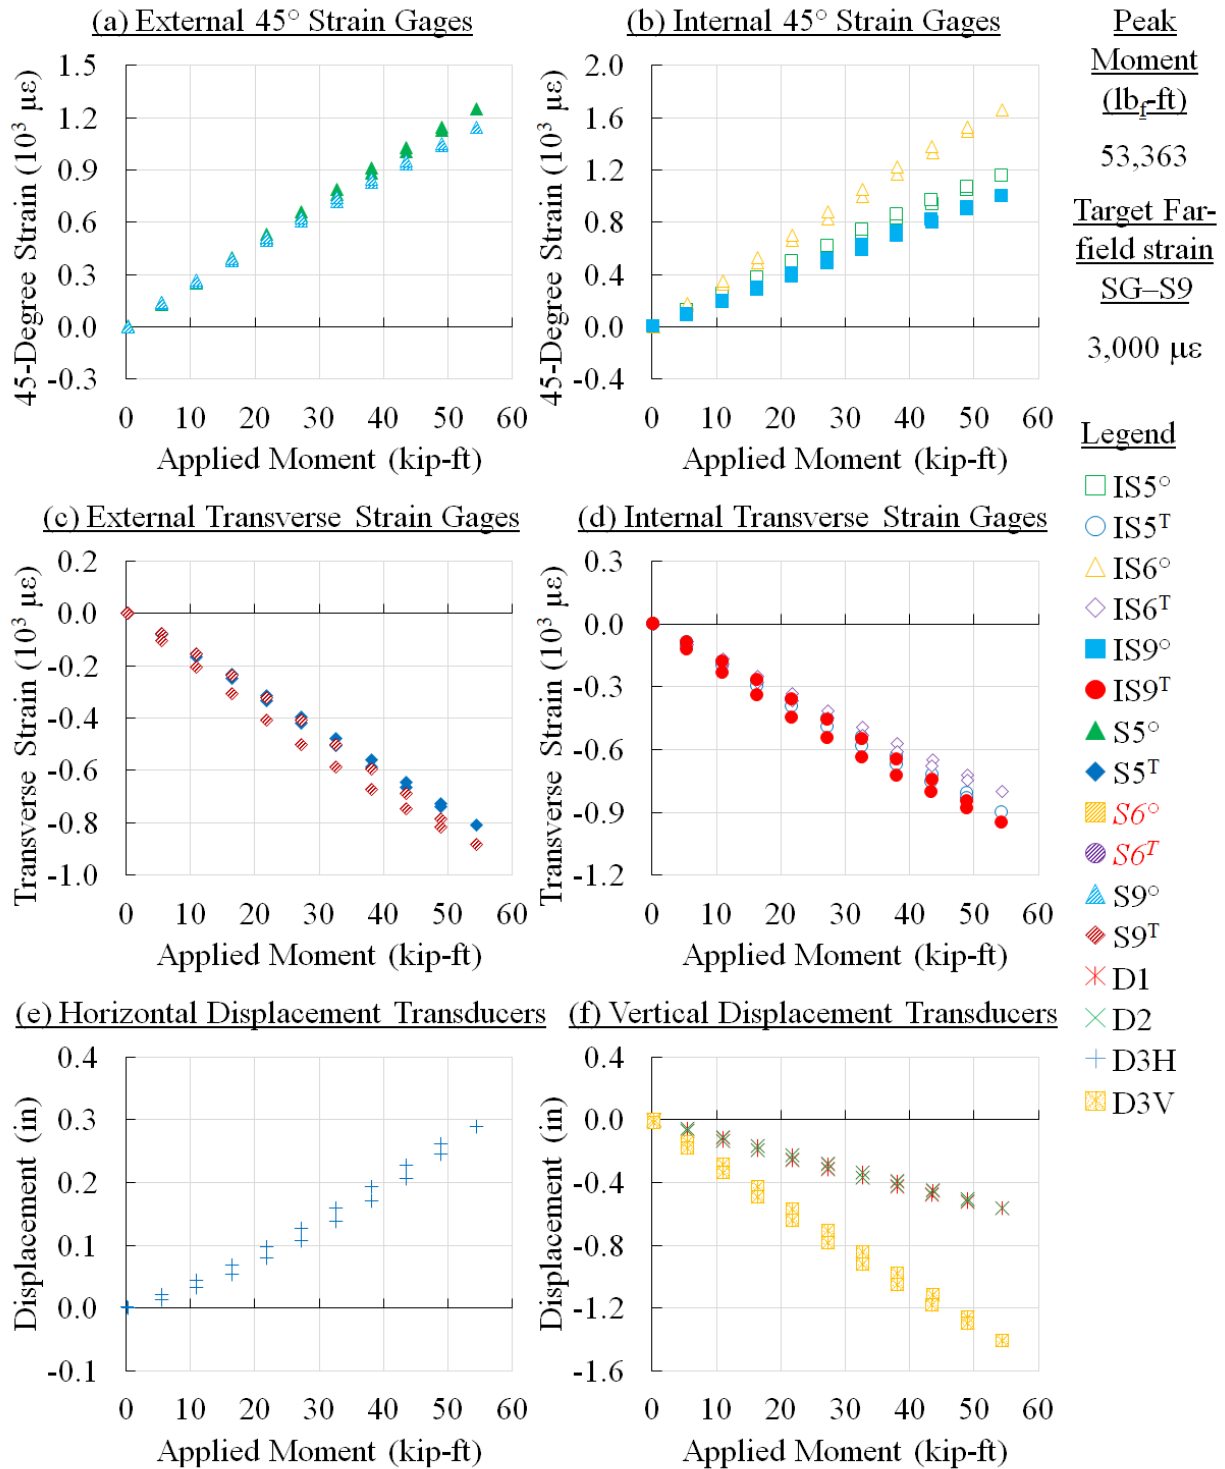 (a) External 45° Strain Gages
45-Degree Strain (10³ µε)
1.5
1.2
0.9
0.6
0.3
0.0
-0.3
0 10 20 30 40 50 60
Applied Moment (kip-ft)
(b) Internal 45° Strain Gages
45-Degree Strain (10³ µε)
2.0
1.6
1.2
0.8
0.4
0.0
-0.4
0 10 20 30 40 50 60
Applied Moment (kip-ft)
(c) External Transverse Strain Gages
Transverse Strain (10³ µε)
0.2
0.0
-0.2
-0.4
-0.6
-0.8
-1.0
0 10 20 30 40 50 60
Applied Moment (kip-ft)
(d) Internal Transverse Strain Gages
Transverse Strain (10³ µε)
0.3
0.0
-0.3
-0.6
-0.9
-1.2
0 10 20 30 40 50 60
Applied Moment (kip-ft)
(e) Horizontal Displacement Transducers
Displacement (in)
0.4
0.3
0.2
0.1
0.0
-0.1
0 10 20 30 40 50 60
Applied Moment (kip-ft)
(f) Vertical Displacement Transducers
Displacement (in)
0.4
0.0
-0.4
-0.8
-1.2
-1.6
0 10 20 30 40 50 60
Applied Moment (kip-ft)
Peak
Moment
(lb_f-ft)
53,363
Target Far-
field strain
SG–S9
3,000 µε
Legend
IS5°
IS5ᵀ
IS6°
IS6ᵀ
IS9°
IS9ᵀ
S5°
S5ᵀ
S6°
S6ᵀ
S9°
S9ᵀ
D1
D2
D3H
D3V